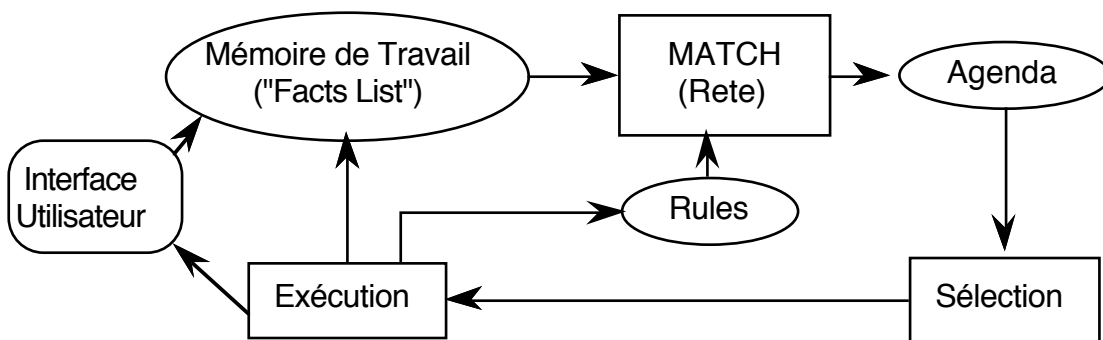 Mémoire de Travail
("Facts List")
MATCH
(Rete)
Agenda
Interface
Utilisateur
Rules
Exécution
Sélection